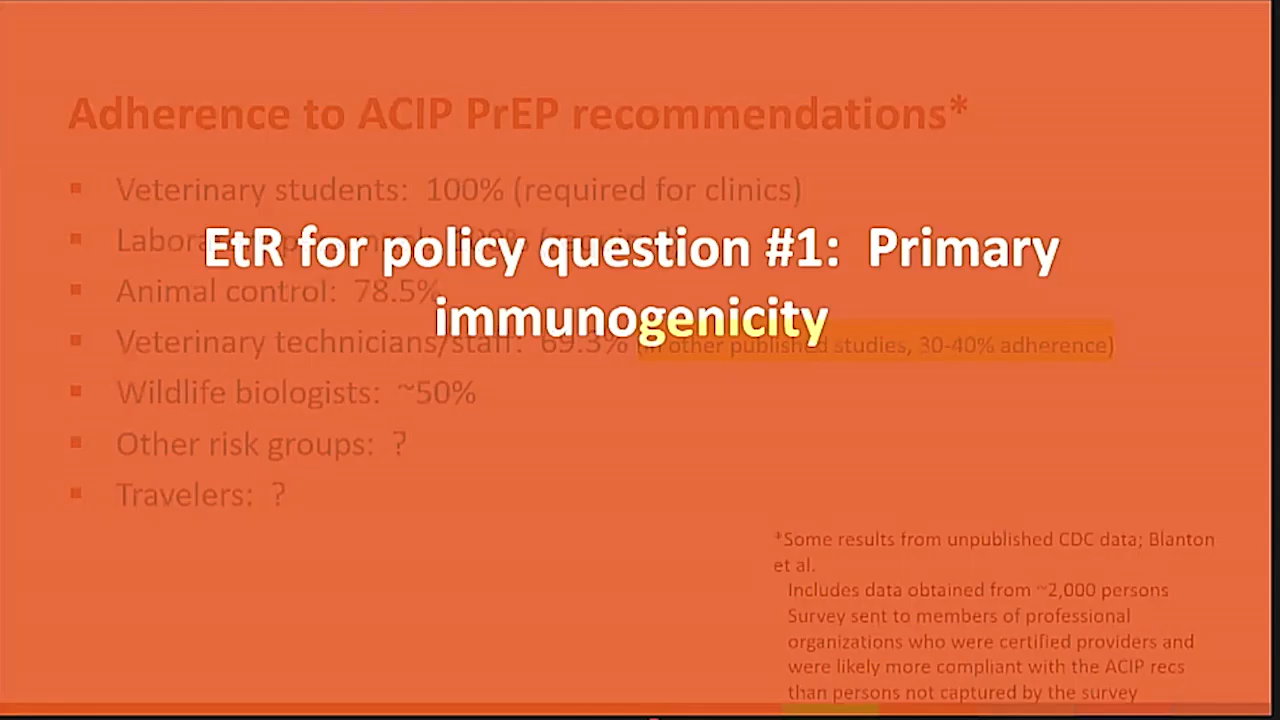 Adherence to ACIP PrEP recommendations*
▪ Veterinary students: 100% (required for clinics)
EtR for policy question #1: Primary
immunogenicity
▪ Animal control: 78.5%
▪ Veterinary technicians/staff: 69.3% (in other published studies, 30-40% adherence)
▪ Wildlife biologists: ~50%
▪ Other risk groups: ?
▪ Travelers: ?
*Some results from unpublished CDC data; Blanton
et al.
Includes data obtained from ~2,000 persons
Survey sent to members of professional
organizations who were certified providers and
were likely more compliant with the ACIP recs
than persons not captured by the survey